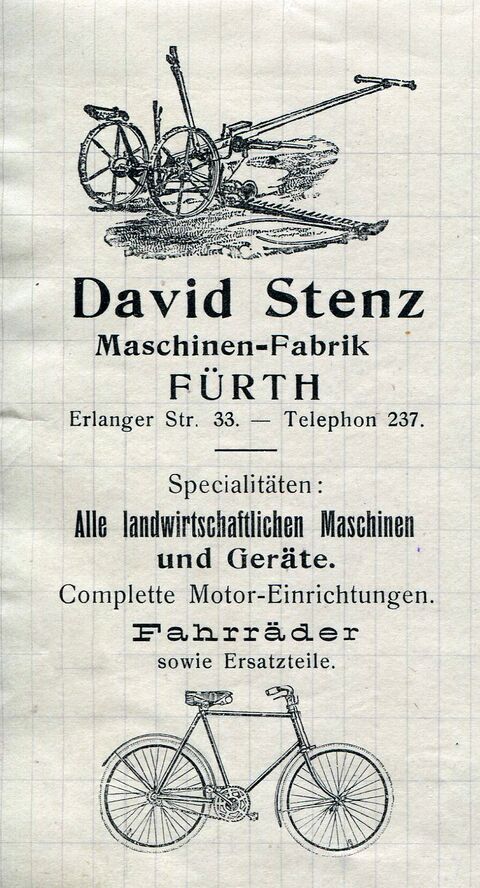 David Stenz
Maschinen-Fabrik
FÜRTH
Erlanger Str. 33. — Telephon 237.
Specialitäten:
Alle landwirtschaftlichen Maschinen
und Geräte.
Complette Motor-Einrichtungen.
Fahrräder
sowie Ersatzteile.